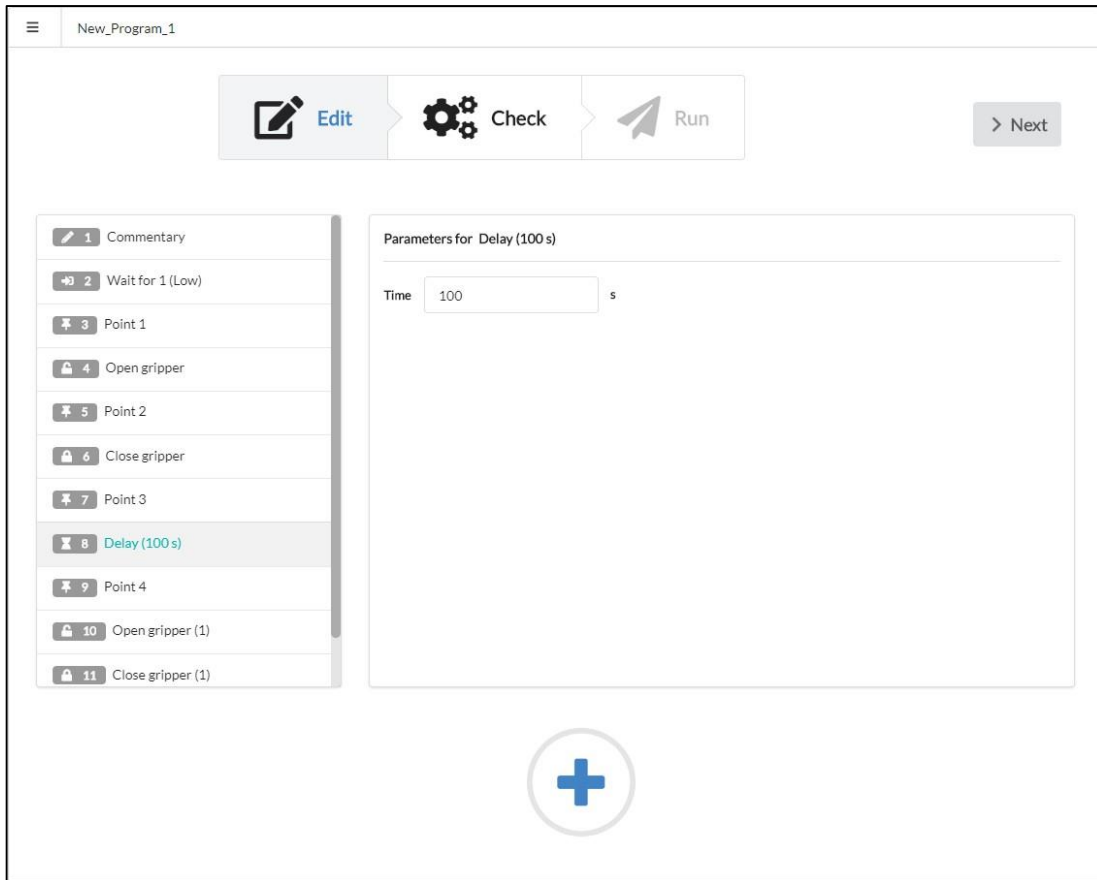 New_Program_1
Edit
Check
Run
Next
1 Commentary
2 Wait for 1 (Low)
3 Point 1
4 Open gripper
5 Point 2
6 Close gripper
7 Point 3
8 Delay (100 s)
9 Point 4
10 Open gripper (1)
11 Close gripper (1)
Parameters for Delay (100 s)
Time 100 s